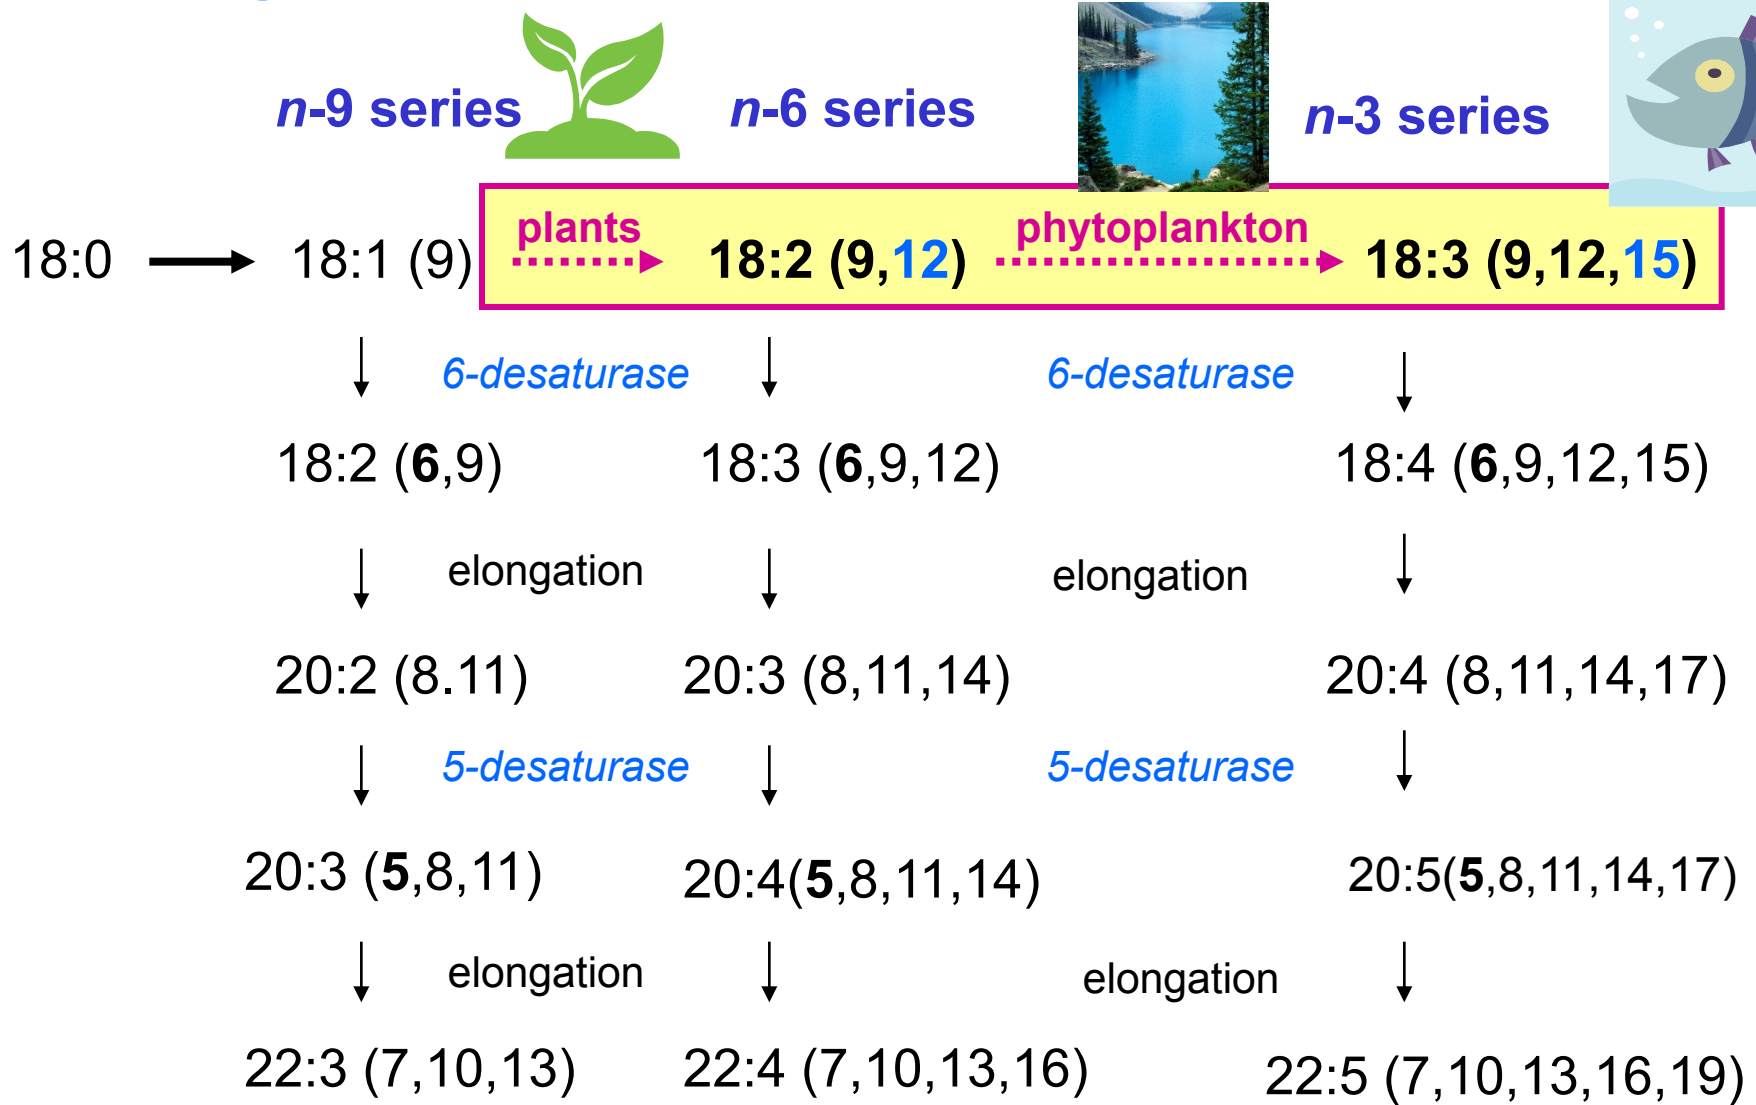 n-9 series n-6 series n-3 series
plants phytoplankton
18:0 18:1 (9) 18:2 (9,12) 18:3 (9,12,15)
6-desaturase 6-desaturase
18:2 (6,9) 18:3 (6,9,12) 18:4 (6,9,12,15)
elongation elongation
20:2 (8.11) 20:3 (8,11,14) 20:4 (8,11,14,17)
5-desaturase 5-desaturase
20:3 (5,8,11) 20:4(5,8,11,14) 20:5(5,8,11,14,17)
elongation elongation
22:3 (7,10,13) 22:4 (7,10,13,16) 22:5 (7,10,13,16,19)